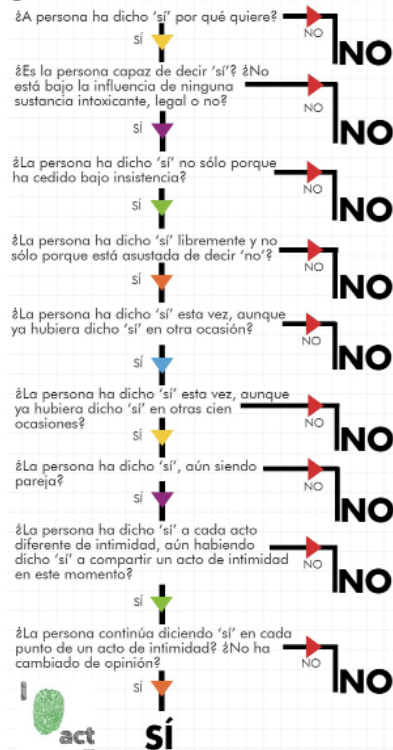 ¿A persona ha dicho ‘sí’ por qué quiere?
NO
SÍ
NO
¿Es la persona capaz de decir ‘sí’? ¿No
está bajo la influencia de ninguna
sustancia intoxicante, legal o no?
NO
SÍ
NO
¿La persona ha dicho ‘sí’ no sólo porque
ha cedido bajo insistencia?
NO
SÍ
NO
¿La persona ha dicho ‘sí’ libremente y no
sólo porque está asustada de decir ‘no’?
NO
SÍ
NO
¿La persona ha dicho ‘sí’ esta vez, aunque
ya hubiera dicho ‘sí’ en otra ocasión?
NO
NO
SÍ
¿La persona ha dicho ‘sí’ esta vez, aunque
ya hubiera dicho ‘sí’ en otras cien
ocasiones?
NO
SÍ
NO
¿La persona ha dicho ‘sí’, aún siendo
pareja?
NO
SÍ
NO
¿La persona ha dicho ‘sí’ a cada acto
diferente de intimidad, aún habiendo
dicho ‘sí’ a compartir un acto de intimidad
en este momento?
NO
NO
SÍ
¿La persona continúa diciendo ‘sí’ en cada
punto de un acto de intimidad? ¿No ha
cambiado de opinión?
NO
SÍ
NO
I
act
SÍ